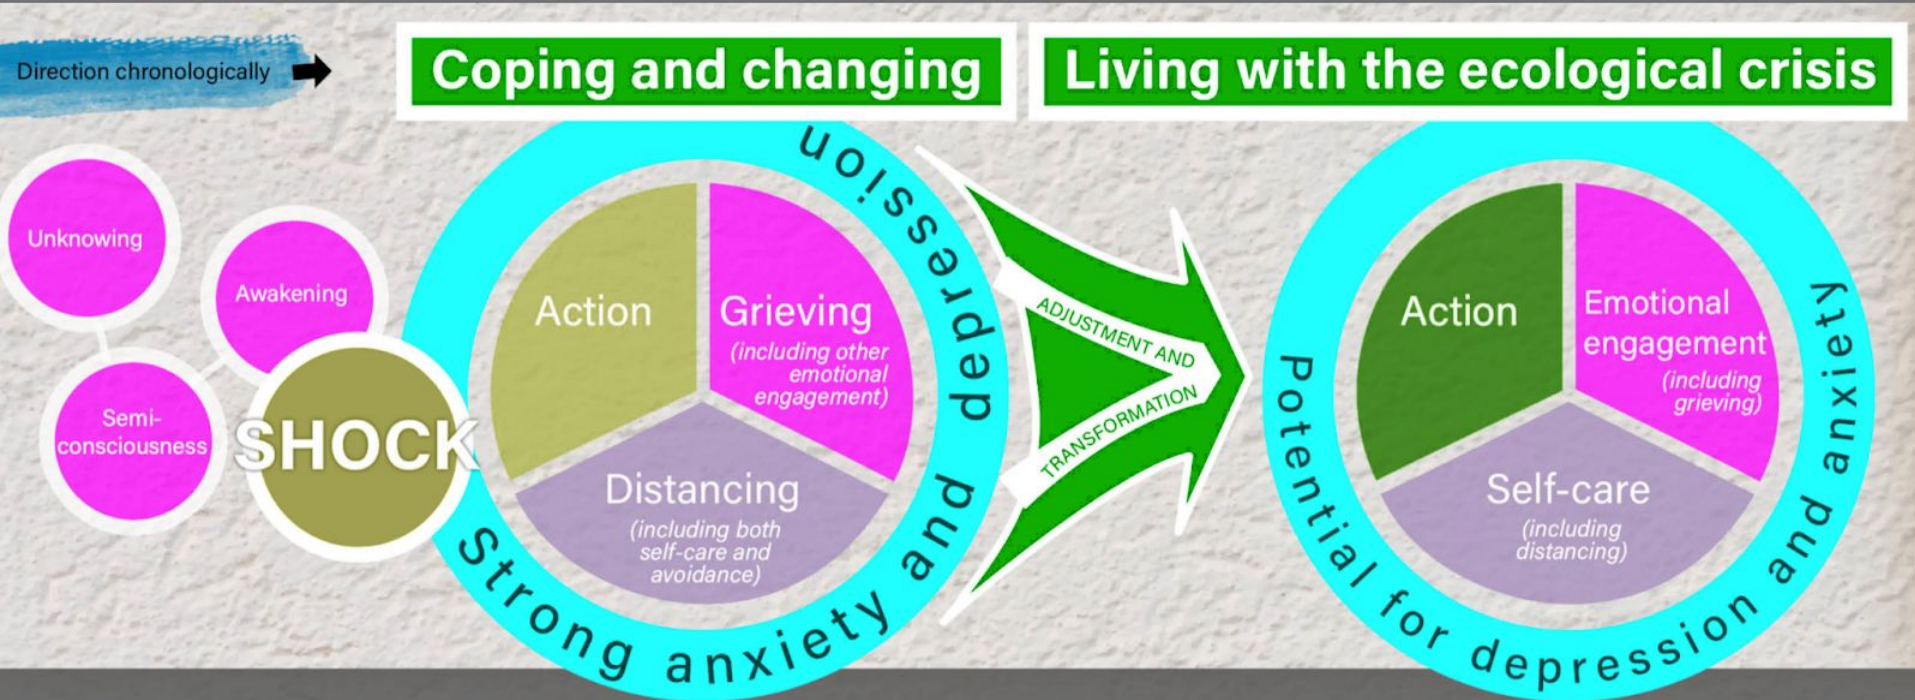 Direction chronologically
Coping and changing
Living with the ecological crisis
Unknowing
Semi-
consciousness
Awakening
SHOCK
Action
Grieving
(including other
emotional
engagement)
Distancing
(including both
self-care and
avoidance)
Strong anxiety and depression
ADJUSTMENT AND
TRANSFORMATION
Action
Emotional
engagement
(including
grieving)
Self-care
(including
distancing)
Potential for depression and anxiety